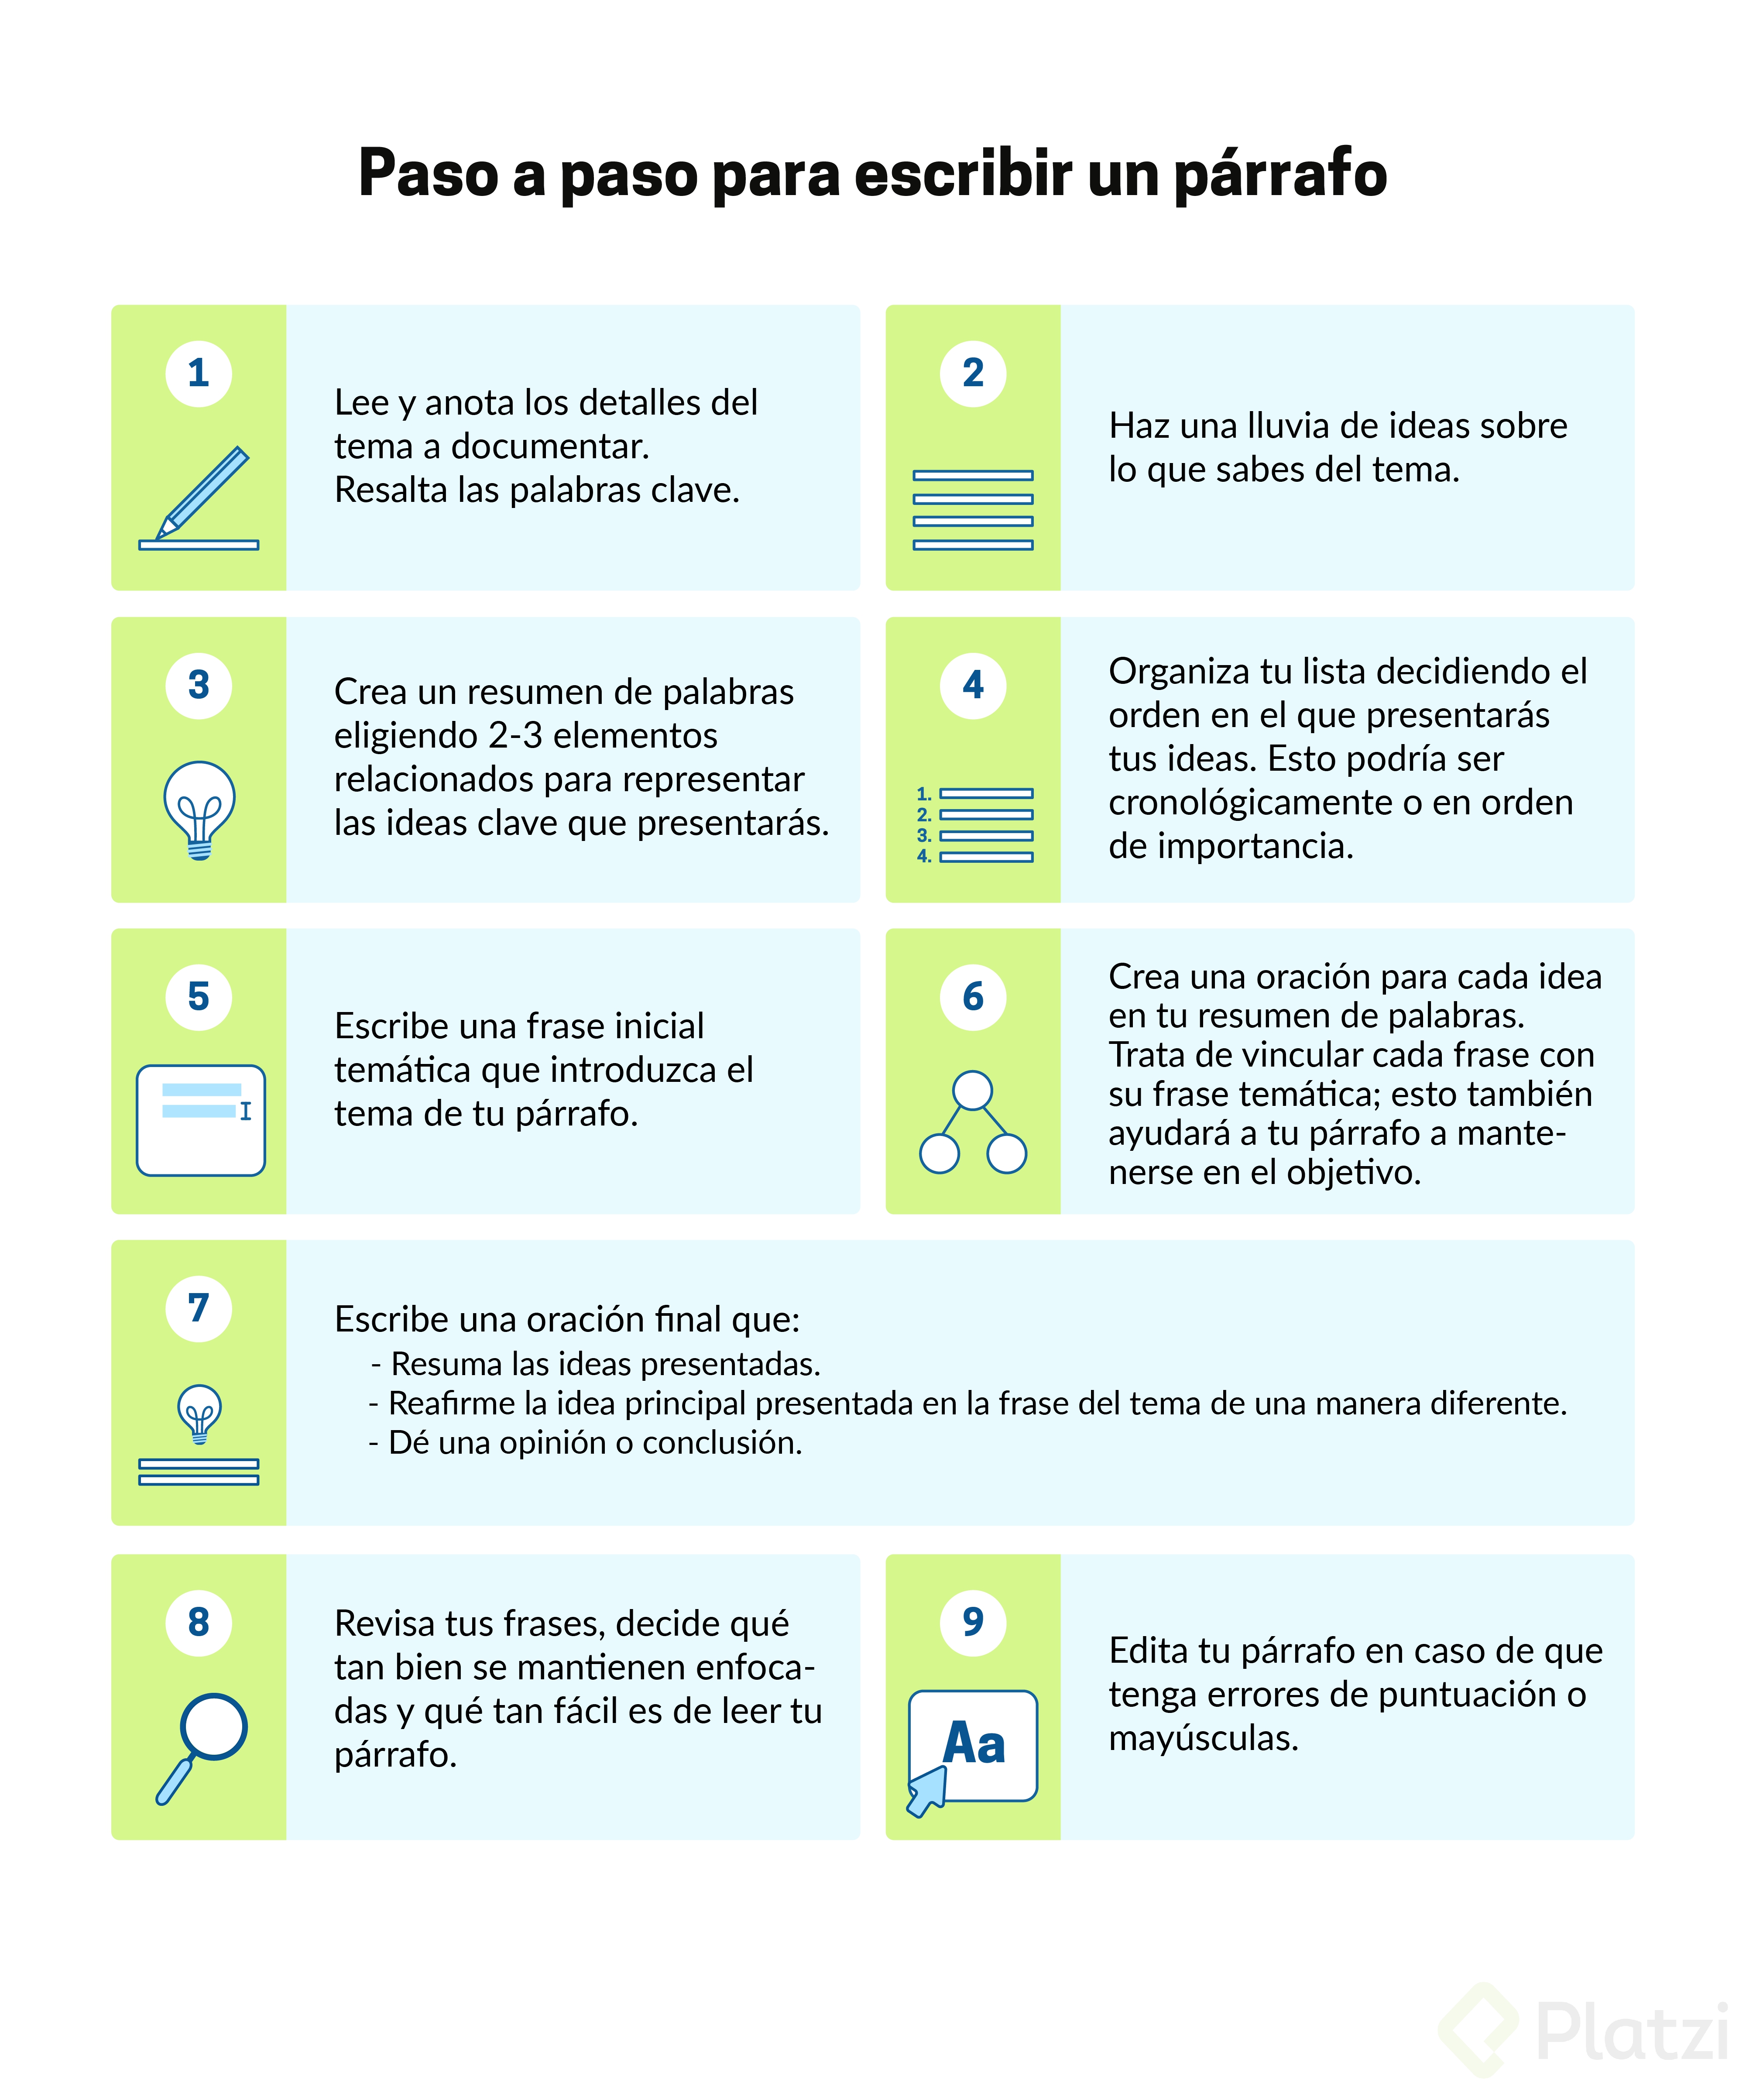 Paso a paso para escribir un párrafo
1
Lee y anota los detalles del
tema a documentar.
Resalta las palabras clave.
2
Haz una lluvia de ideas sobre
lo que sabes del tema.
3
Crea un resumen de palabras
eligiendo 2-3 elementos
relacionados para representar
las ideas clave que presentarás.
4
1.
2.
3.
4.
Organiza tu lista decidiendo el
orden en el que presentarás
tus ideas. Esto podría ser
cronológicamente o en orden
de importancia.
5
Escribe una frase inicial
temática que introduzca el
tema de tu párrafo.
6
Crea una oración para cada idea
en tu resumen de palabras.
Trata de vincular cada frase con
su frase temática; esto también
ayudará a tu párrafo a mante-
nerse en el objetivo.
7
Escribe una oración final que:
- Resuma las ideas presentadas.
- Reafirme la idea principal presentada en la frase del tema de una manera diferente.
- Dé una opinión o conclusión.
8
Revisa tus frases, decide qué
tan bien se mantienen enfoca-
das y qué tan fácil es de leer tu
párrafo.
9
Aa
Edita tu párrafo en caso de que
tenga errores de puntuación o
mayúsculas.
Platzi